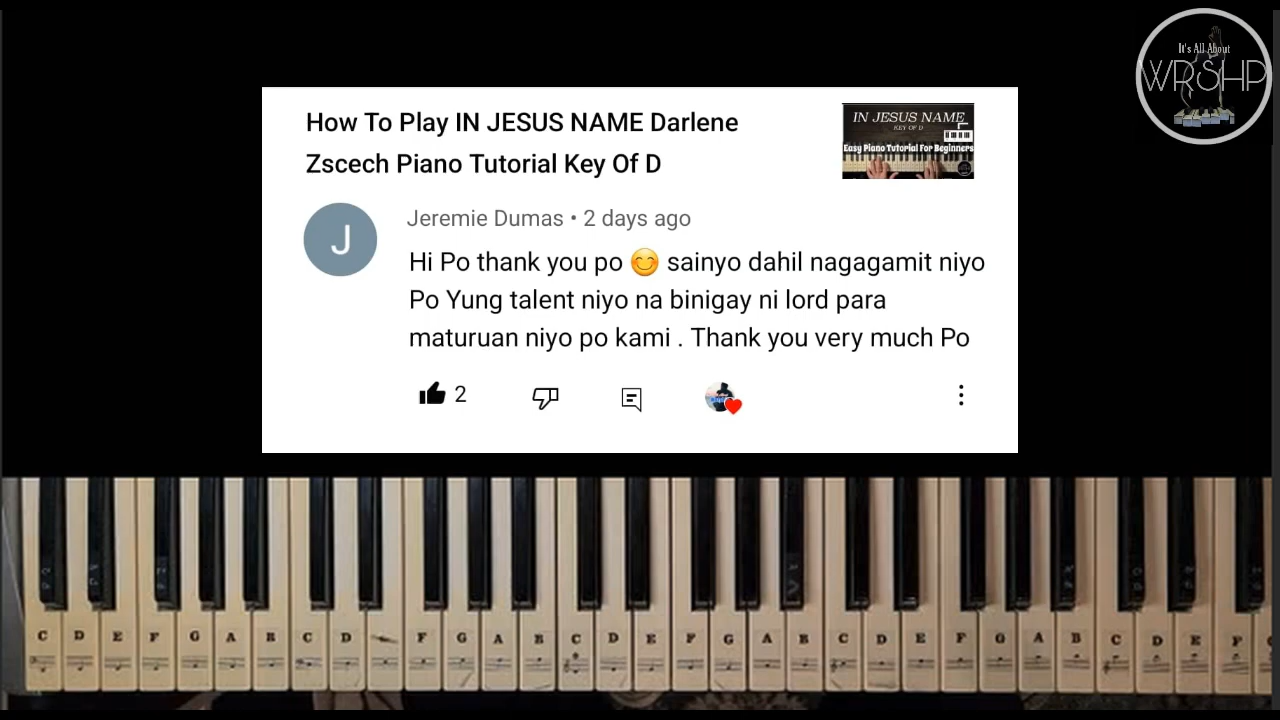 It's All About
WRSHP
How To Play IN JESUS NAME Darlene
Zscech Piano Tutorial Key Of D
IN JESUS NAME
KEY OF D
Easy Piano Tutorial For Beginners
J
Jeremie Dumas • 2 days ago
Hi Po thank you po 😊 sainyo dahil nagagamit niyo
Po Yung talent niyo na binigay ni lord para
maturuan niyo po kami . Thank you very much Po
2
C D E F G A B C D F G A B C D E F G A B C D E F G A B C D E F G